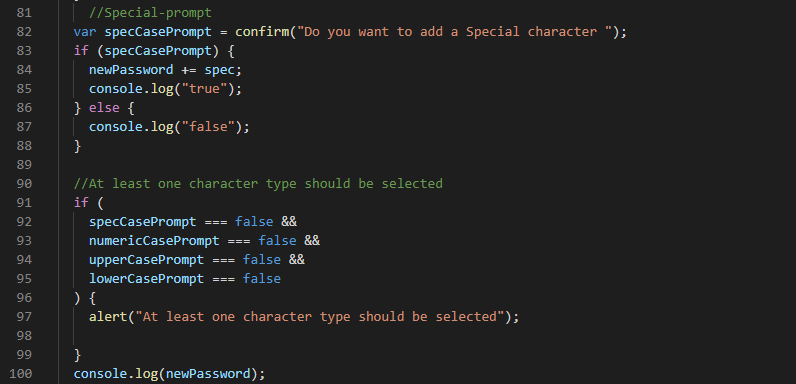 81 //Special-prompt
82 var specCasePrompt = confirm("Do you want to add a Special character ");
83 if (specCasePrompt) {
84 newPassword += spec;
85 console.log("true");
86 } else {
87 console.log("false");
88 }
89
90 //At least one character type should be selected
91 if (
92 specCasePrompt === false &&
93 numericCasePrompt === false &&
94 upperCasePrompt === false &&
95 lowerCasePrompt === false
96 ) {
97 alert("At least one character type should be selected");
98
99 }
100 console.log(newPassword);